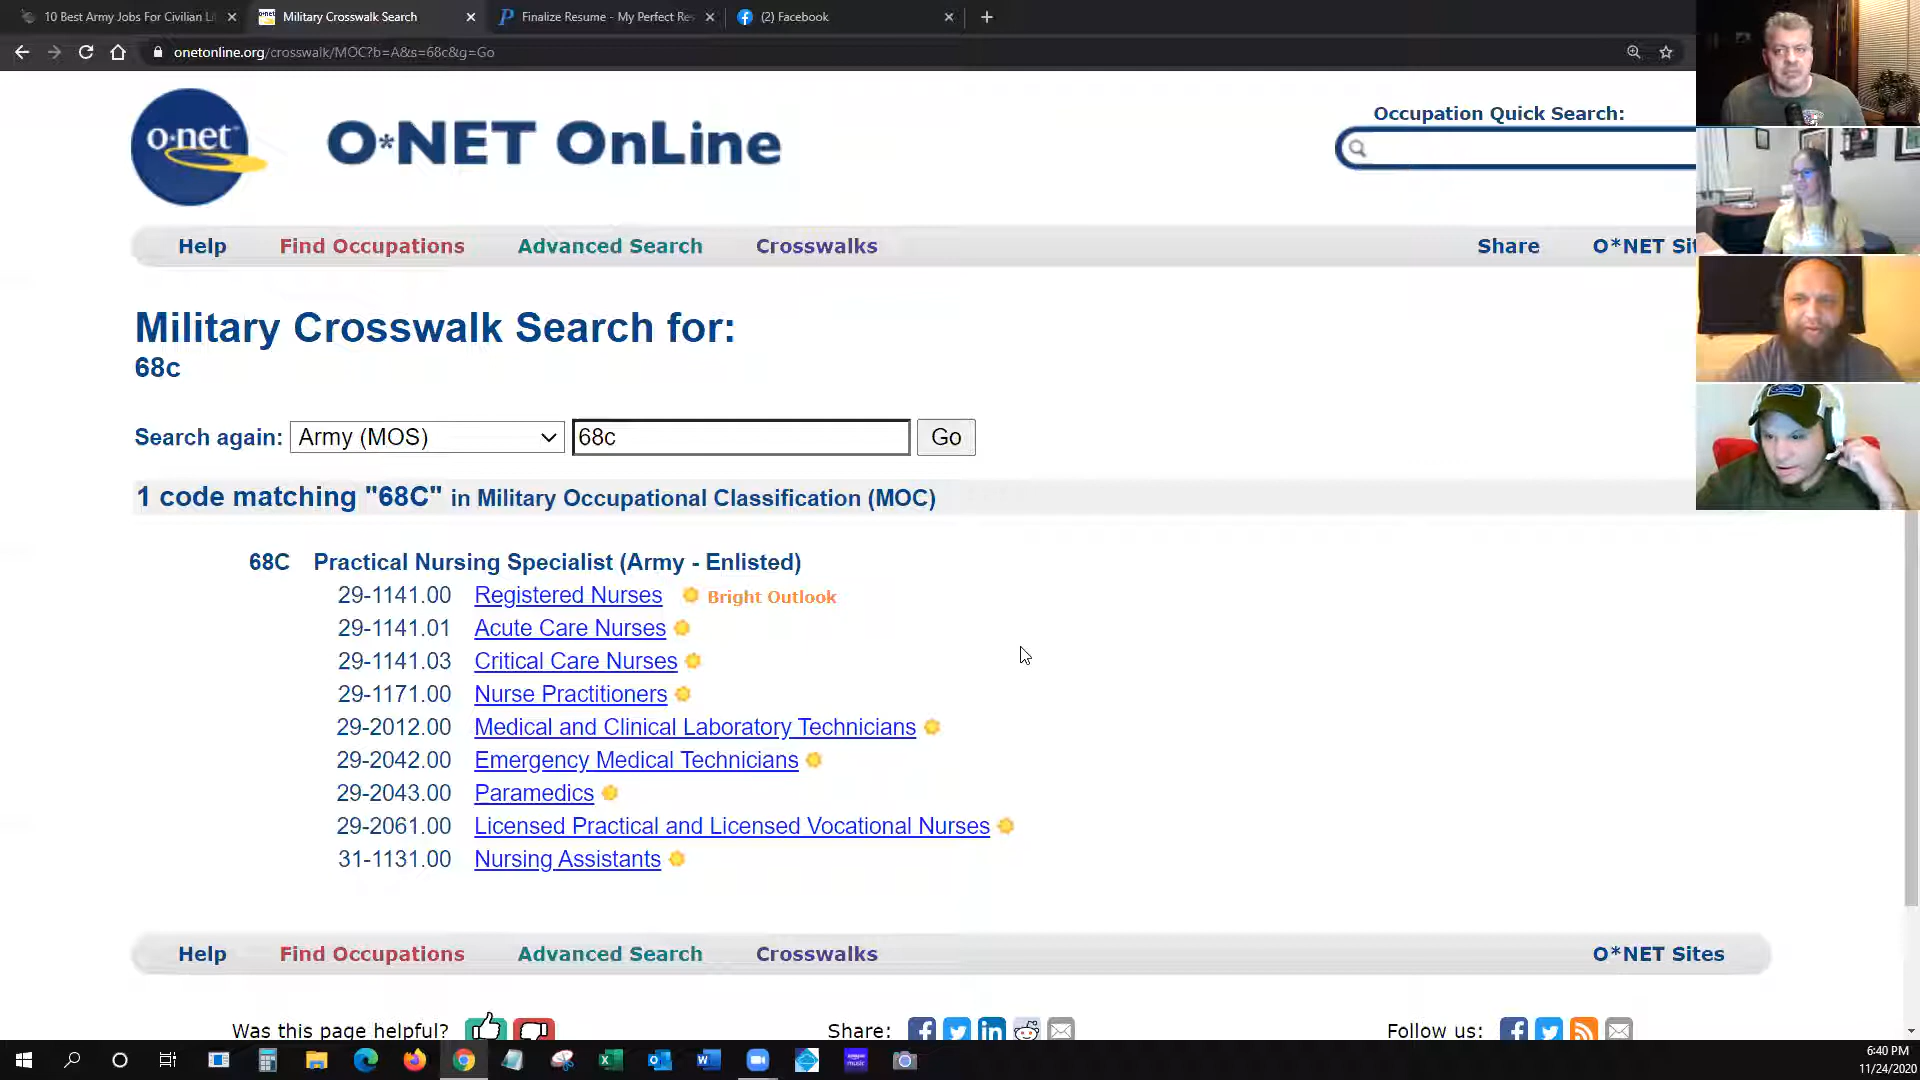 10 Best Army Jobs For Civilian Li
Military Crosswalk Search
Finalize Resume - My Perfect Res
(2) Facebook
onetonline.org/crosswalk/MOC?b=A&s=68c&g=Go
o·net
O*NET OnLine
Occupation Quick Search:
Help Find Occupations Advanced Search Crosswalks Share O*NET Sit
Military Crosswalk Search for:
68c
Search again: Army (MOS) 68c Go
1 code matching "68C" in Military Occupational Classification (MOC)
68C Practical Nursing Specialist (Army - Enlisted)
29-1141.00 Registered Nurses Bright Outlook
29-1141.01 Acute Care Nurses
29-1141.03 Critical Care Nurses
29-1171.00 Nurse Practitioners
29-2012.00 Medical and Clinical Laboratory Technicians
29-2042.00 Emergency Medical Technicians
29-2043.00 Paramedics
29-2061.00 Licensed Practical and Licensed Vocational Nurses
31-1131.00 Nursing Assistants
Help Find Occupations Advanced Search Crosswalks O*NET Sites
Was this page helpful? Share: Follow us:
6:40 PM
11/24/2020